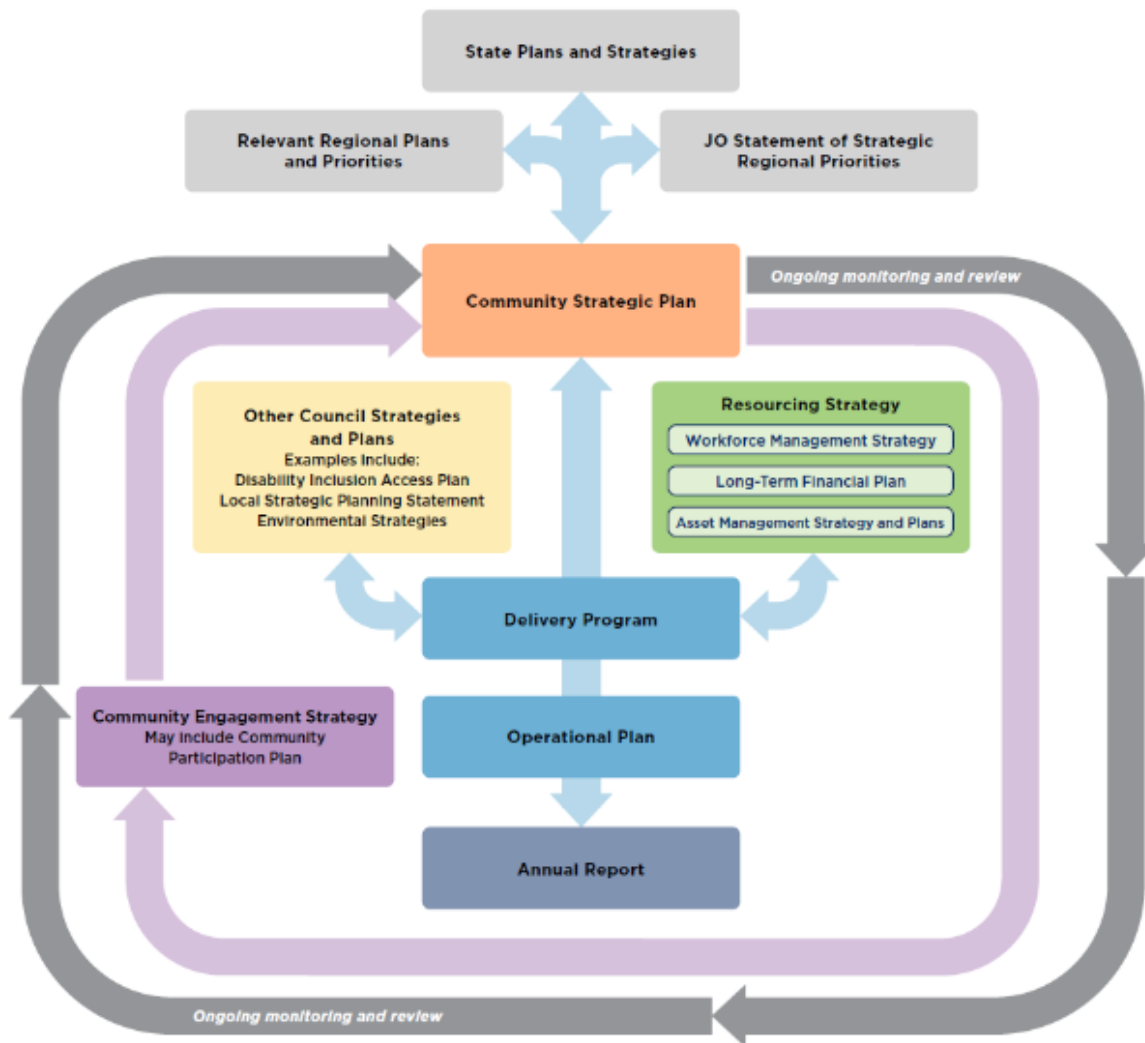 State Plans and Strategies
Relevant Regional Plans
and Priorities
JO Statement of Strategic
Regional Priorities
Community Strategic Plan
Ongoing monitoring and review
Other Council Strategies
and Plans
Examples Include:
Disability Inclusion Access Plan
Local Strategic Planning Statement
Environmental Strategies
Resourcing Strategy
Workforce Management Strategy
Long-Term Financial Plan
Asset Management Strategy and Plans
Delivery Program
Community Engagement Strategy
May Include Community
Participation Plan
Operational Plan
Annual Report
Ongoing monitoring and review